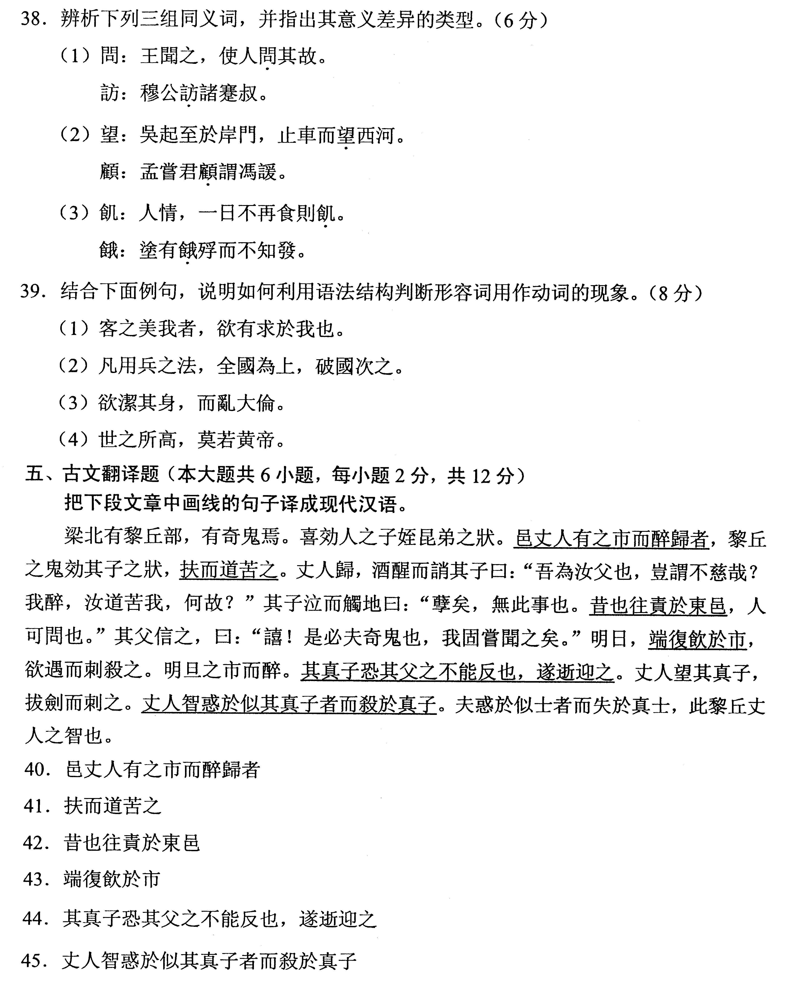 38．辨析下列三组同义词，并指出其意义差异的类型。（6 分）
（1）問：王聞之，使人問其故。
訪：穆公訪諸蹇叔。
（2）望：吳起至於岸門，止車而望西河。
顧：孟嘗君顧謂馮諼。
（3）飢：人情，一日不再食則飢。
餓：塗有餓殍而不知發。
39．结合下面例句，说明如何利用语法结构判断形容词用作动词的现象。（8 分）
（1）客之美我者，欲有求於我也。
（2）凡用兵之法，全國為上，破國次之。
（3）欲潔其身，而亂大倫。
（4）世之所高，莫若黄帝。
五、古文翻译题（本大题共 6 小题，每小题 2 分，共 12 分）
把下段文章中画线的句子译成现代汉语。
梁北有黎丘部，有奇鬼焉。喜効人之子姪昆弟之狀。邑丈人有之市而醉歸者，黎丘
之鬼効其子之狀，扶而道苦之。丈人歸，酒醒而誚其子曰：“吾為汝父也，豈謂不慈哉？
我醉，汝道苦我，何故？”其子泣而觸地曰：“孽矣，無此事也。昔也往責於東邑，人
可問也。”其父信之，曰：“譆！是必夫奇鬼也，我固嘗聞之矣。”明日，端復飲於市，
欲遇而刺殺之。明旦之市而醉。其真子恐其父之不能反也，遂逝迎之。丈人望其真子，
拔劍而刺之。丈人智惑於似其真子者而殺於真子。夫惑於似士者而失於真士，此黎丘丈
人之智也。
40．邑丈人有之市而醉歸者
41．扶而道苦之
42．昔也往責於東邑
43．端復飲於市
44．其真子恐其父之不能反也，遂逝迎之
45．丈人智惑於似其真子者而殺於真子